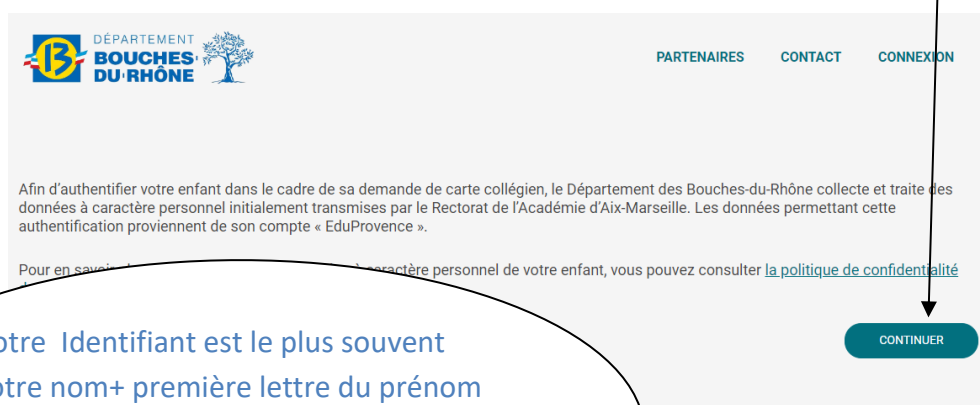 DÉPARTEMENT
BOUCHES
DU RHÔNE
13
PARTENAIRES CONTACT CONNEXION
Afin d'authentifier votre enfant dans le cadre de sa demande de carte collégien, le Département des Bouches-du-Rhône collecte et traite des
données à caractère personnel initialement transmises par le Rectorat de l'Académie d'Aix-Marseille. Les données permettant cette
authentification proviennent de son compte « EduProvence ».
Pour en caractère personnel de votre enfant, vous pouvez consulter la politique de confidentialité
CONTINUER
otre Identifiant est le plus souvent
otre nom+ première lettre du prénom